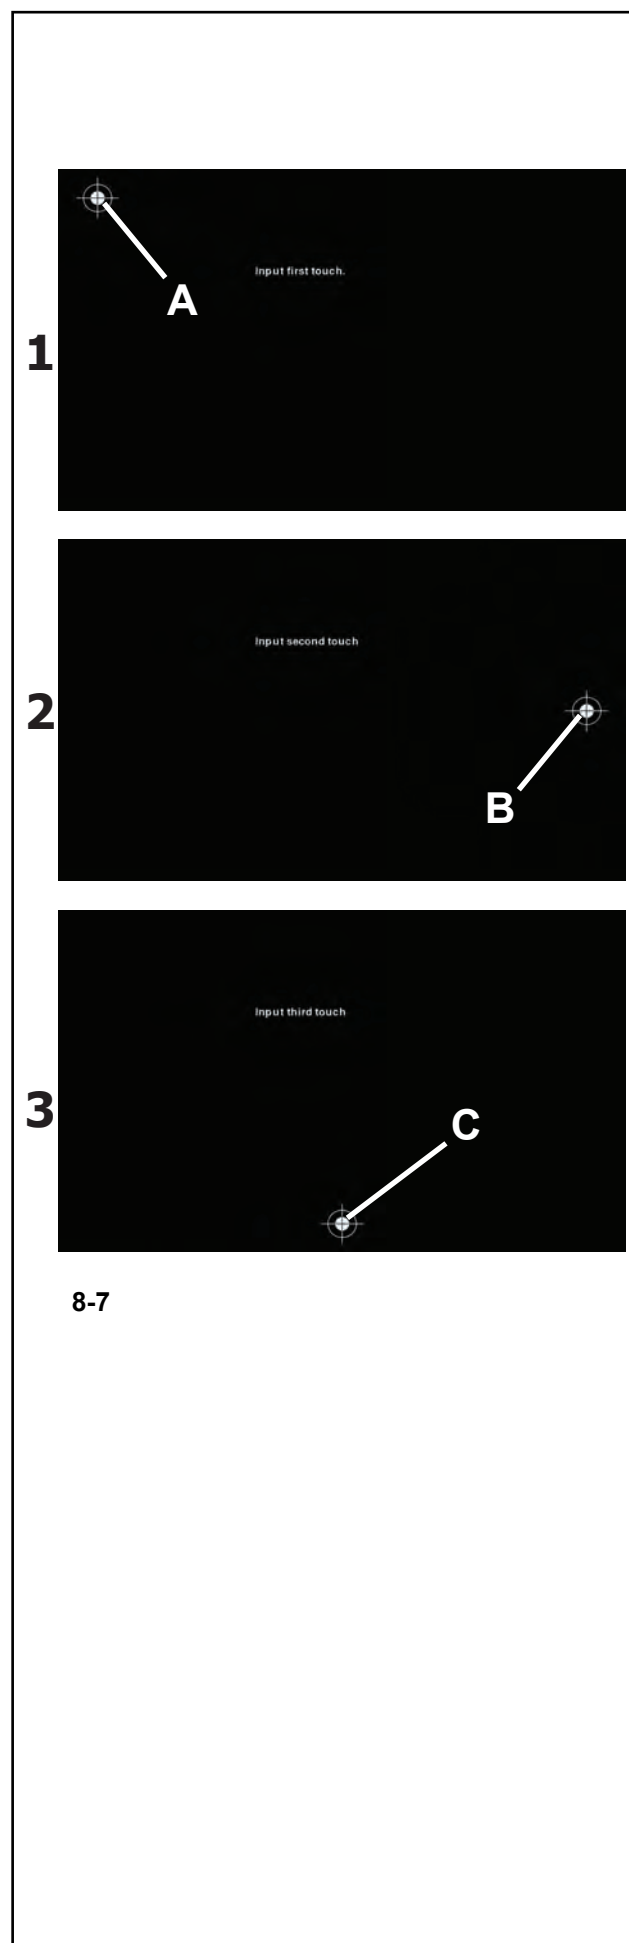 Input first touch.
A
1
Input second touch
2
B
Input third touch
3
C
8-7